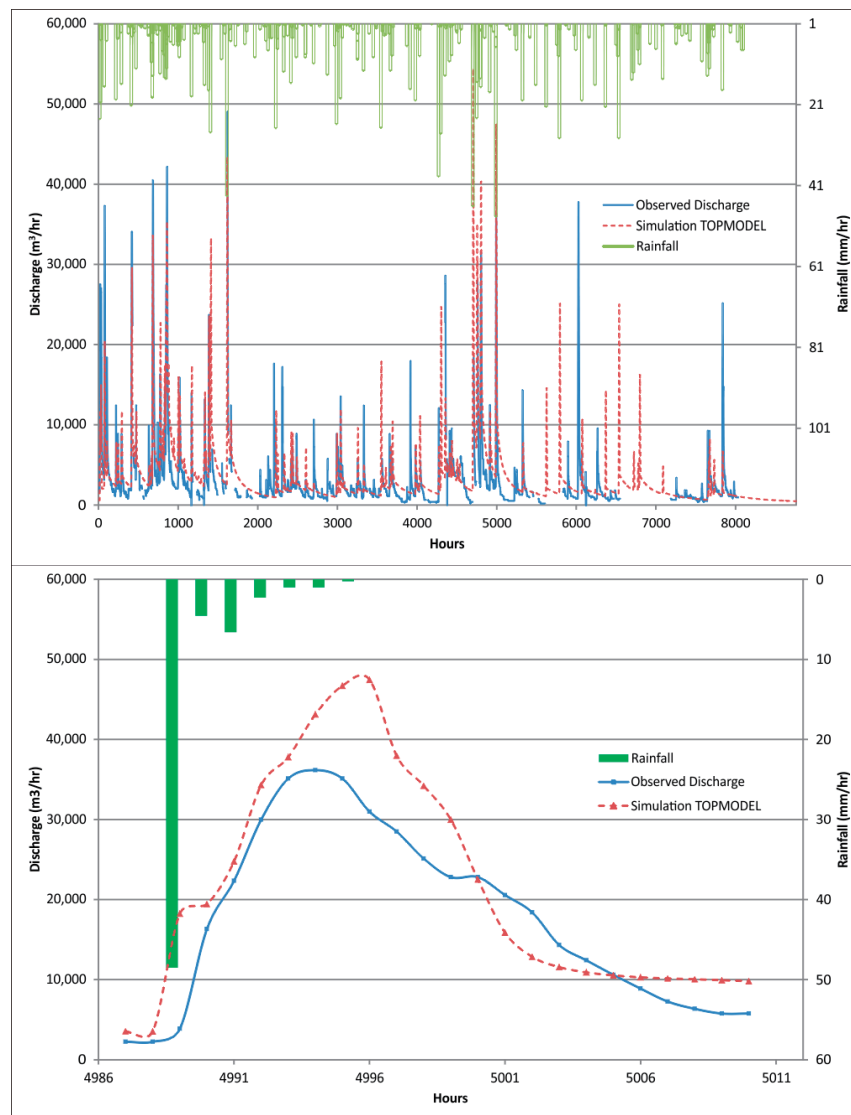 60,000
50,000
40,000
30,000
20,000
10,000
0
Discharge (m³/hr)
1
21
41
61
81
101
Rainfall (mm/hr)
Observed Discharge
Simulation TOPMODEL
Rainfall
0 1000 2000 3000 4000 5000 6000 7000 8000
Hours
60,000
50,000
40,000
30,000
20,000
10,000
0
Discharge (m3/hr)
0
10
20
30
40
50
60
Rainfall (mm/hr)
Rainfall
Observed Discharge
Simulation TOPMODEL
4986 4991 4996 5001 5006 5011
Hours